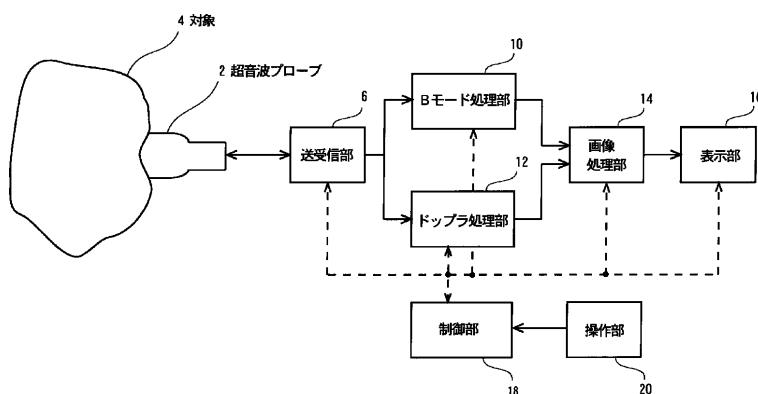 4 対象
2 超音波プローブ
6
送受信部
10
Bモード処理部
12
ドップラ処理部
14
画像
処理部
16
表示部
制御部
18
操作部
20